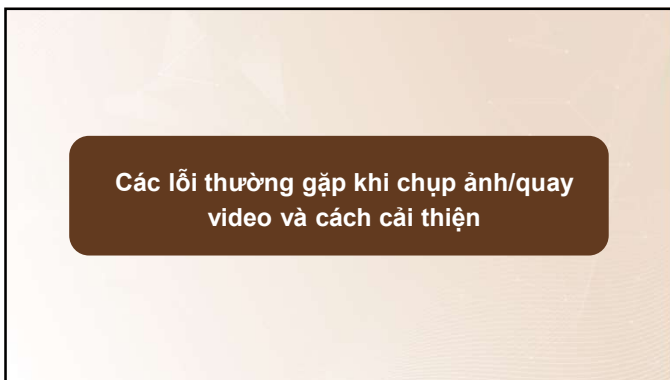 Các lỗi thường gặp khi chụp ảnh/quay
video và cách cải thiện